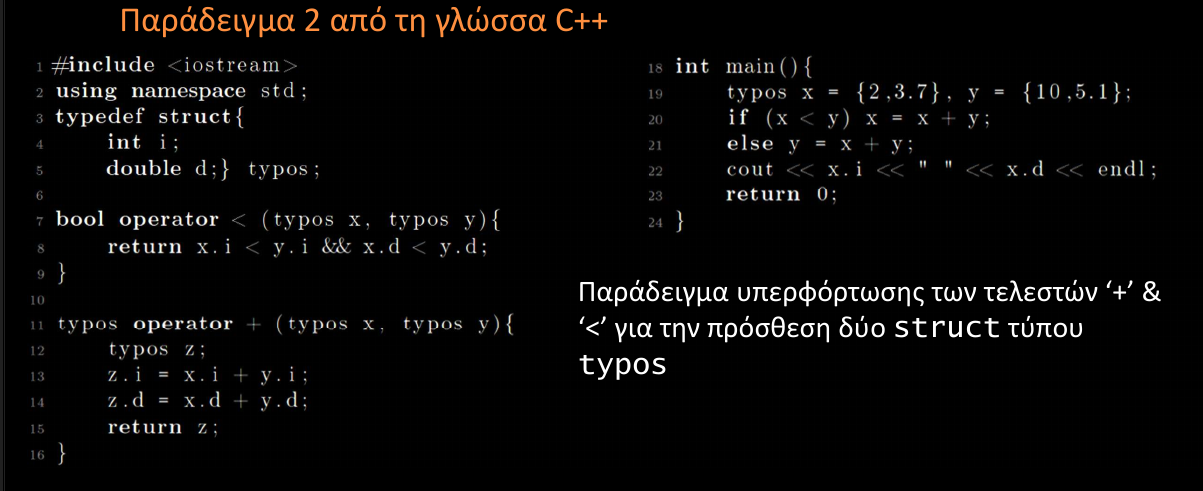 Παράδειγμα 2 από τη γλώσσα C++
1 #include <iostream>
2 using namespace std;
3 typedef struct{
4 int i;
5 double d;} typos;
6
7 bool operator < (typos x, typos y){
8 return x.i < y.i && x.d < y.d;
9 }
10
11 typos operator + (typos x, typos y){
12 typos z;
13 z.i = x.i + y.i;
14 z.d = x.d + y.d;
15 return z;
16 }
18 int main(){
19 typos x = {2,3.7}, y = {10,5.1};
20 if (x < y) x = x + y;
21 else y = x + y;
22 cout << x.i << " " << x.d << endl;
23 return 0;
24 }
Παράδειγμα υπερφόρτωσης των τελεστών ‘+’ &
‘<’ για την πρόσθεση δύο struct τύπου
typos